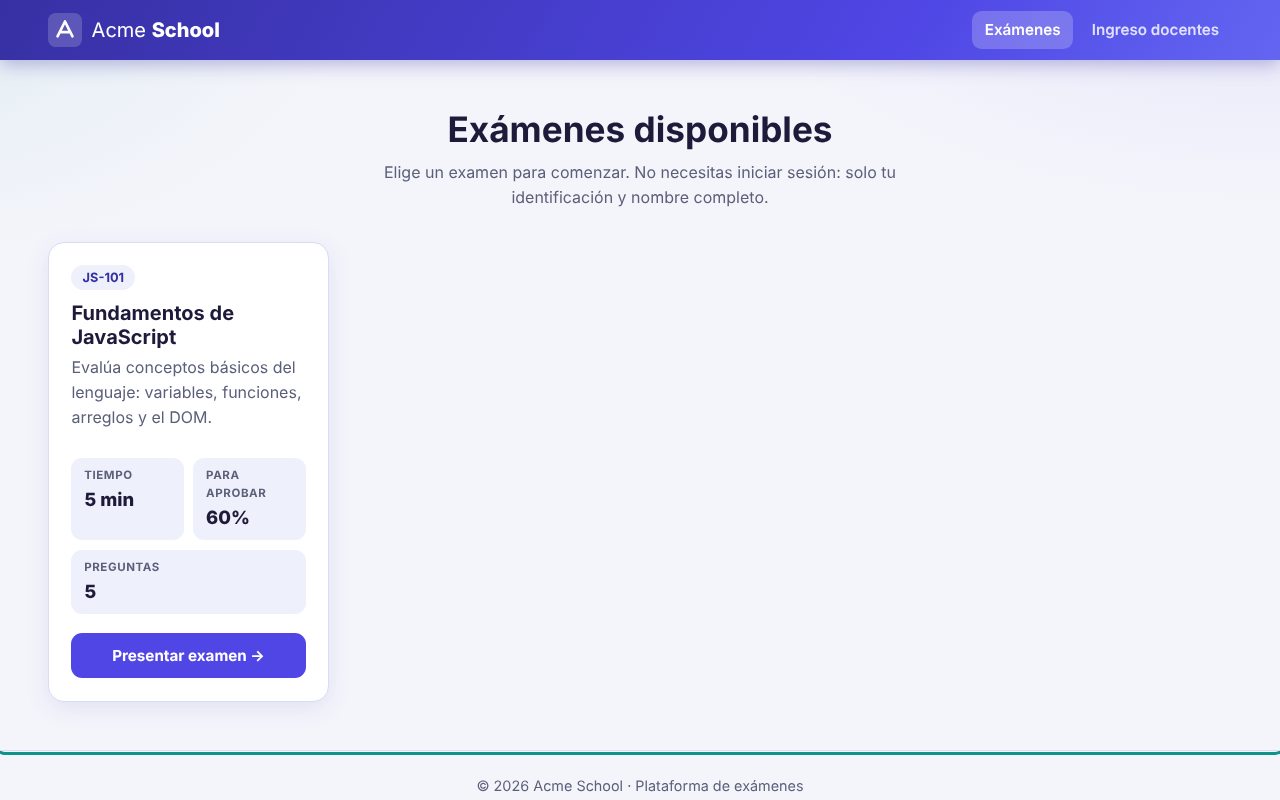 Acme School
Exámenes
Ingreso docentes
Exámenes disponibles
Elige un examen para comenzar. No necesitas iniciar sesión: solo tu
identificación y nombre completo.
JS-101
Fundamentos de
JavaScript
Evalúa conceptos básicos del
lenguaje: variables, funciones,
arreglos y el DOM.
TIEMPO
5 min
PARA
APROBAR
60%
PREGUNTAS
5
Presentar examen →
© 2026 Acme School · Plataforma de exámenes